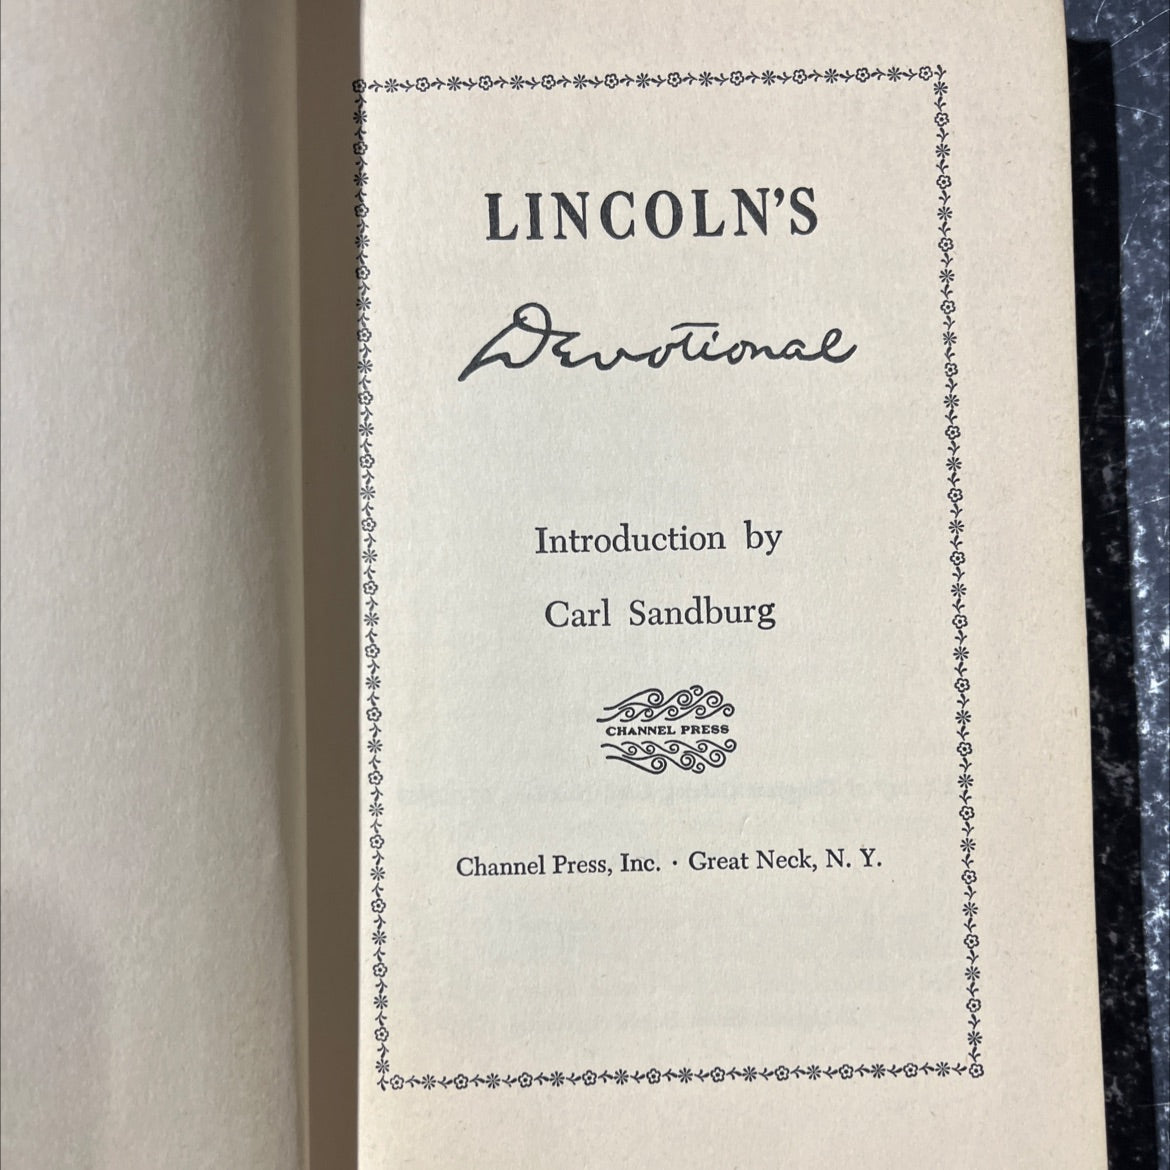 LINCOLN'S
Devotional
Introduction by
Carl Sandburg
CHANNEL PRESS
Channel Press, Inc. · Great Neck, N. Y.